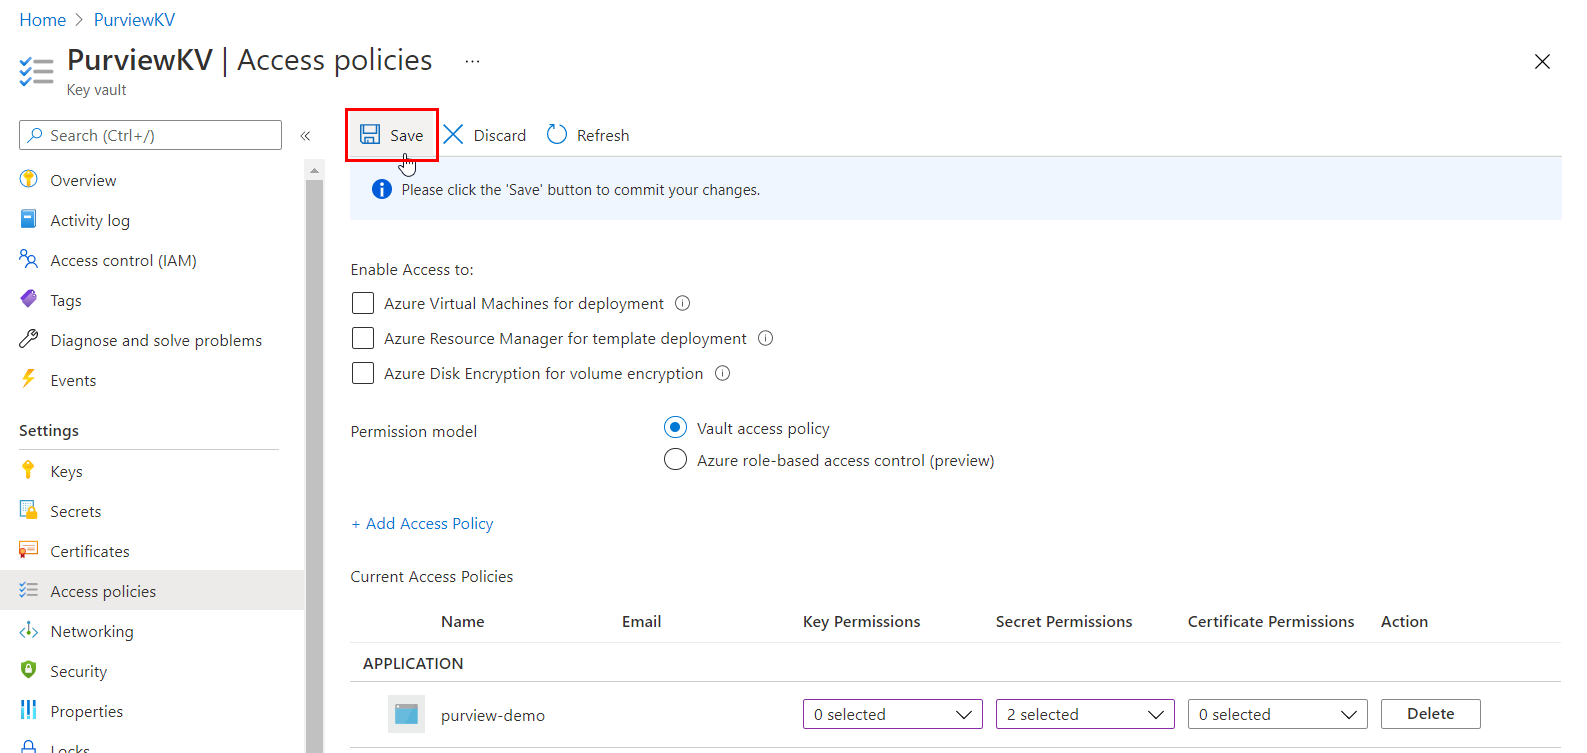 Home > PurviewKV
PurviewKV | Access policies ...
Key vault
Search (Ctrl+/)
«
Overview
Activity log
Access control (IAM)
Tags
Diagnose and solve problems
Events
Settings
Keys
Secrets
Certificates
Access policies
Networking
Security
Properties
Locks
Save Discard Refresh
Please click the 'Save' button to commit your changes.
Enable Access to:
Azure Virtual Machines for deployment
Azure Resource Manager for template deployment
Azure Disk Encryption for volume encryption
Permission model
Vault access policy
Azure role-based access control (preview)
+ Add Access Policy
Current Access Policies
Name Email Key Permissions Secret Permissions Certificate Permissions Action
APPLICATION
purview-demo 0 selected 2 selected 0 selected Delete